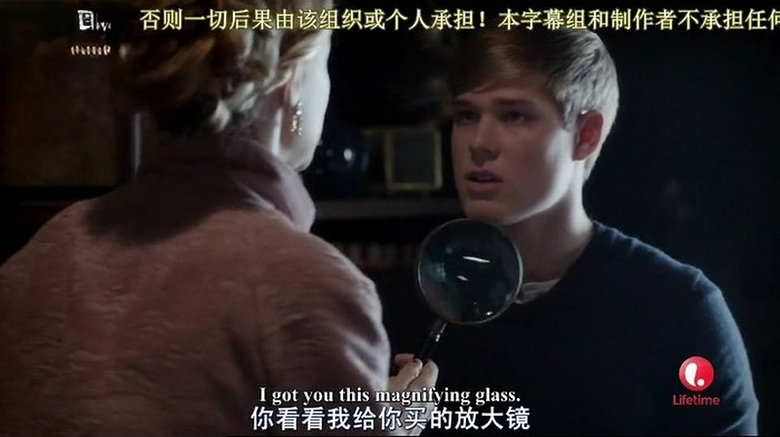 否则一切后果由该组织或个人承担！本字幕组和制作者不承担任何
I got you this magnifying glass.
你看看我给你买的放大镜
Lifetime